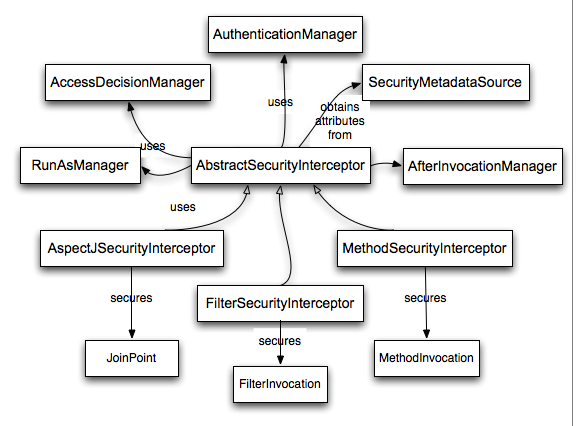 AuthenticationManager
AccessDecisionManager
SecurityMetadataSource
uses
obtains
attributes
from
uses
RunAsManager
AbstractSecurityInterceptor
AfterInvocationManager
uses
AspectJSecurityInterceptor
MethodSecurityInterceptor
secures
FilterSecurityInterceptor
secures
secures
JoinPoint
MethodInvocation
FilterInvocation